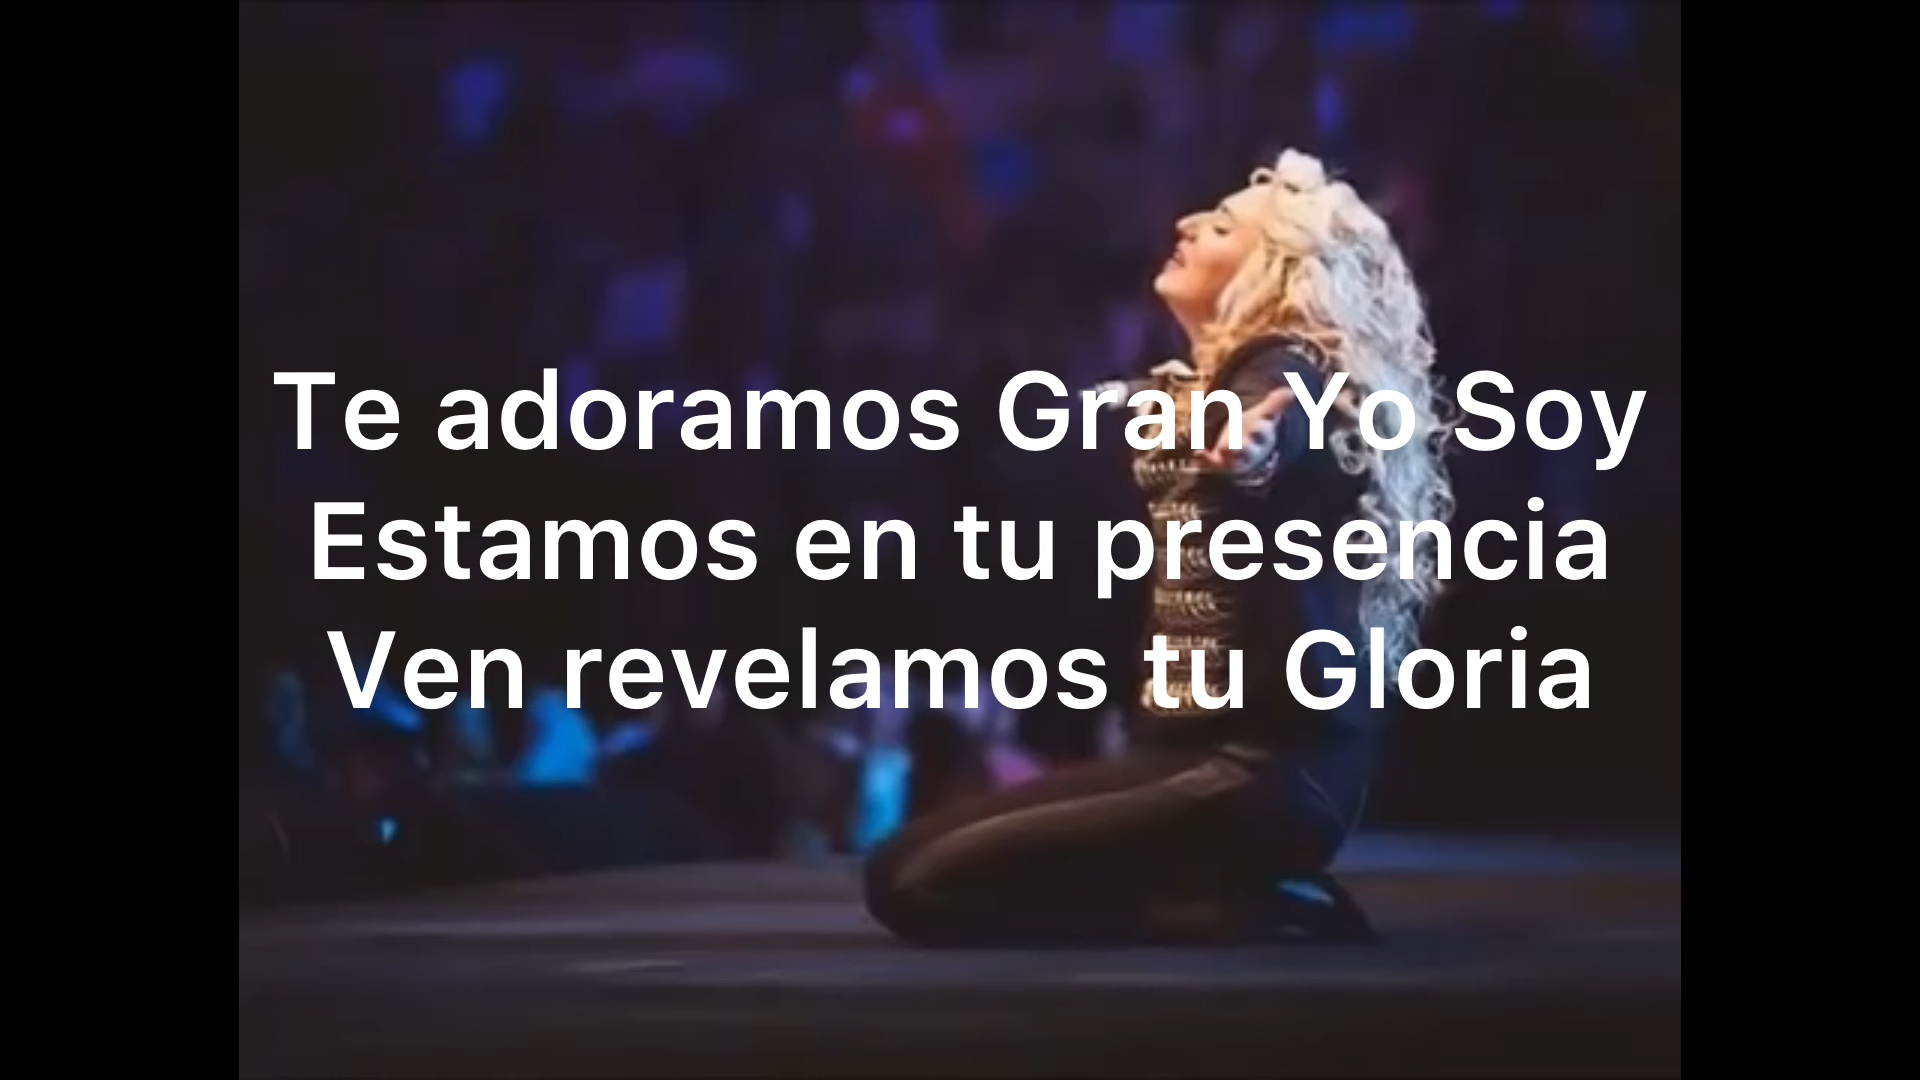 Te adoramos Gran Yo Soy
Estamos en tu presencia
Ven revelamos tu Gloria